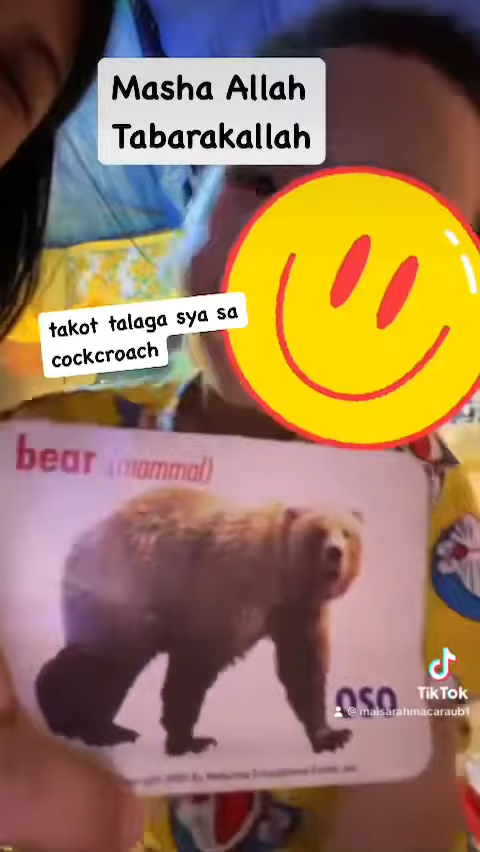 Masha Allah
Tabarakallah
takot talaga sya sa
cockcroach
bear (mammal)
oso
TikTok
@maisarahmacaraub1